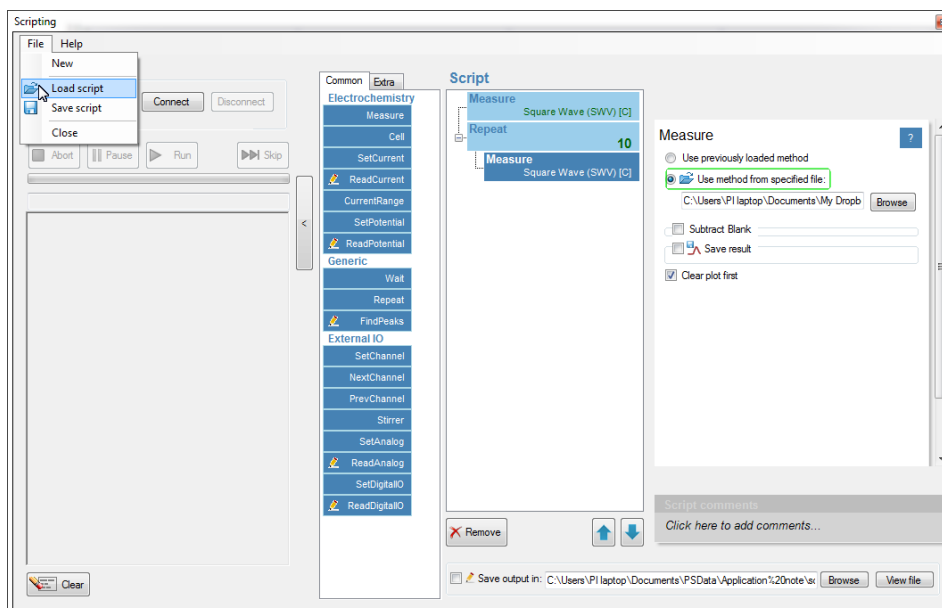 Scripting
File Help
New
Load script
Save script
Close
Connect
Disconnect
Abort
Pause
Run
Skip
<
Clear
Common
Extra
Electrochemistry
Measure
Cell
SetCurrent
ReadCurrent
CurrentRange
SetPotential
ReadPotential
Generic
Wait
Repeat
FindPeaks
External IO
SetChannel
NextChannel
PrevChannel
Stirrer
SetAnalog
ReadAnalog
SetDigitalIO
ReadDigitalIO
Script
Measure
Square Wave (SWV) [C]
Repeat
10
Measure
Square Wave (SWV) [C]
Remove
Measure
?
Use previously loaded method
Use method from specified file:
C:\Users\PI laptop\Documents\My Dropb
Browse
Subtract Blank
Save result
Clear plot first
Script comments
Click here to add comments...
Save output in: C:\Users\PI laptop\Documents\PSData\Application%20note\s
Browse
View file